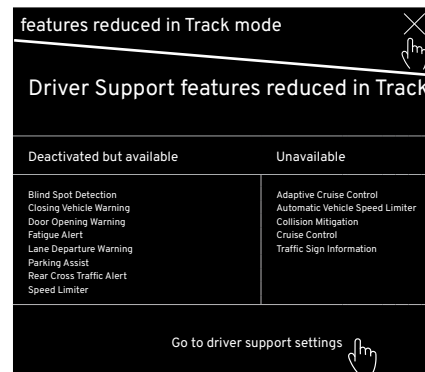 features reduced in Track mode
Driver Support features reduced in Track
Deactivated but available
Unavailable
Blind Spot Detection
Closing Vehicle Warning
Door Opening Warning
Fatigue Alert
Lane Departure Warning
Parking Assist
Rear Cross Traffic Alert
Speed Limiter
Adaptive Cruise Control
Automatic Vehicle Speed Limiter
Collision Mitigation
Cruise Control
Traffic Sign Information
Go to driver support settings